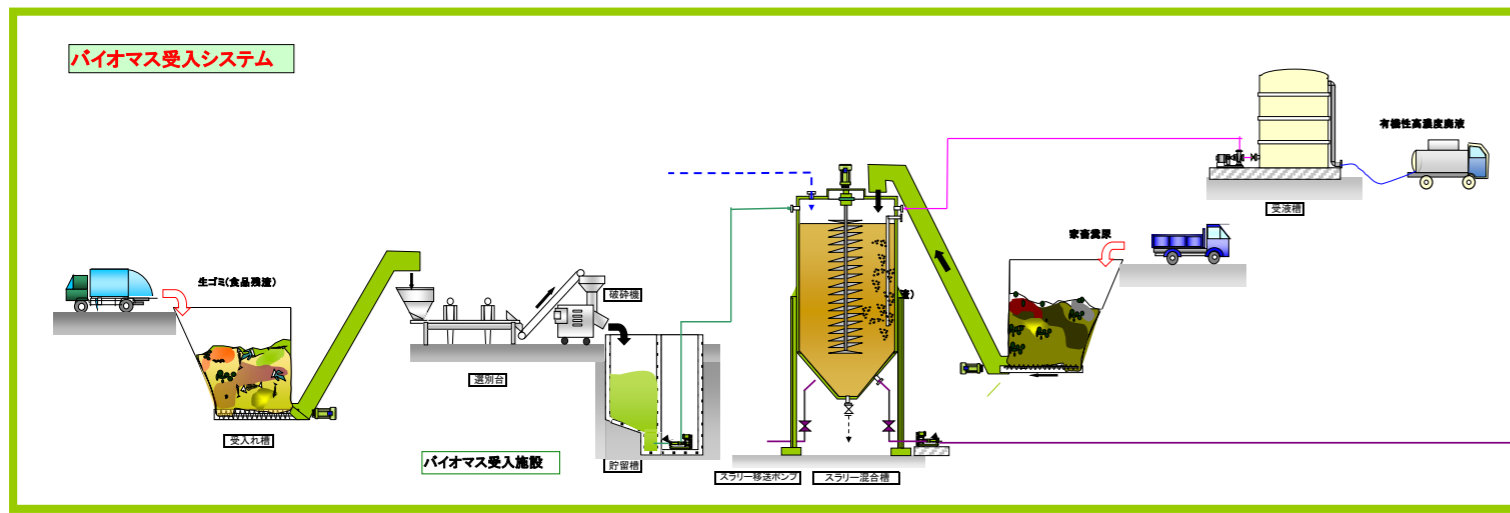 バイオマス受入システム
有機性高濃度廃液
受液槽
家畜糞尿
生ゴミ(食品残渣)
破砕機
選別台
受入れ槽
バイオマス受入施設
貯留槽
スラリー移送ポンプ
スラリー混合槽